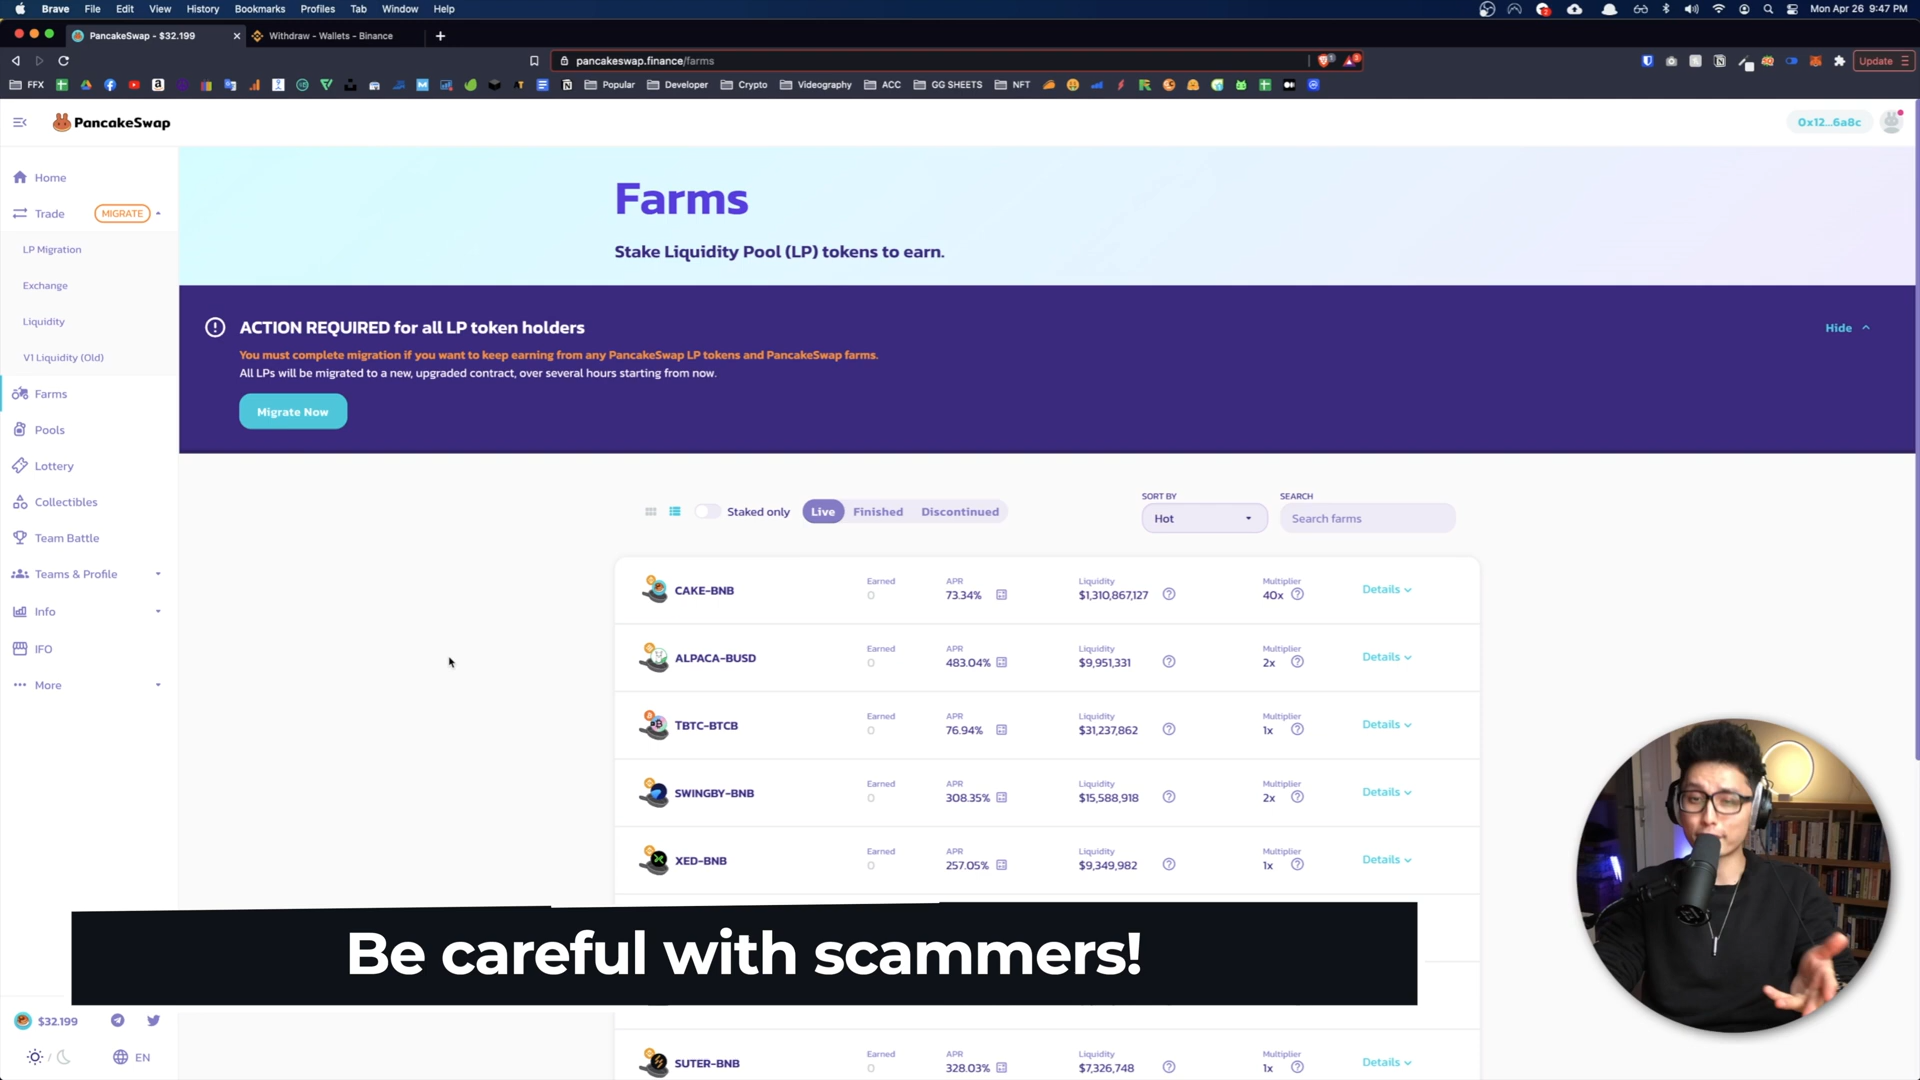 Brave File Edit View History Bookmarks Profiles Tab Window Help
Mon Apr 26 9:47 PM
PancakeSwap - $32.199
Withdraw - Wallets - Binance
pancakeswap.finance/farms
Update
FFX
Popular
Developer
Crypto
Videography
ACC
GG SHEETS
NFT
PancakeSwap
0x12...6a8c
Home
Trade
MIGRATE
LP Migration
Exchange
Liquidity
V1 Liquidity (Old)
Farms
Pools
Lottery
Collectibles
Team Battle
Teams & Profile
Info
IFO
More
$32.199
EN
Farms
Stake Liquidity Pool (LP) tokens to earn.
ACTION REQUIRED for all LP token holders
Hide
You must complete migration if you want to keep earning from any PancakeSwap LP tokens and PancakeSwap farms.
All LPs will be migrated to a new, upgraded contract, over several hours starting from now.
Migrate Now
Staked only
Live
Finished
Discontinued
SORT BY
Hot
SEARCH
Search farms
CAKE-BNB
Earned
0
APR
73.34%
Liquidity
$1,310,867,127
Multiplier
40x
Details
ALPACA-BUSD
Earned
0
APR
483.04%
Liquidity
$9,951,331
Multiplier
2x
Details
TBTC-BTCB
Earned
0
APR
76.94%
Liquidity
$31,237,862
Multiplier
1x
Details
SWINGBY-BNB
Earned
0
APR
308.35%
Liquidity
$15,588,918
Multiplier
2x
Details
XED-BNB
Earned
0
APR
257.05%
Liquidity
$9,349,982
Multiplier
1x
Details
Be careful with scammers!
SUTER-BNB
Earned
0
APR
328.03%
Liquidity
$7,326,748
Multiplier
1x
Details